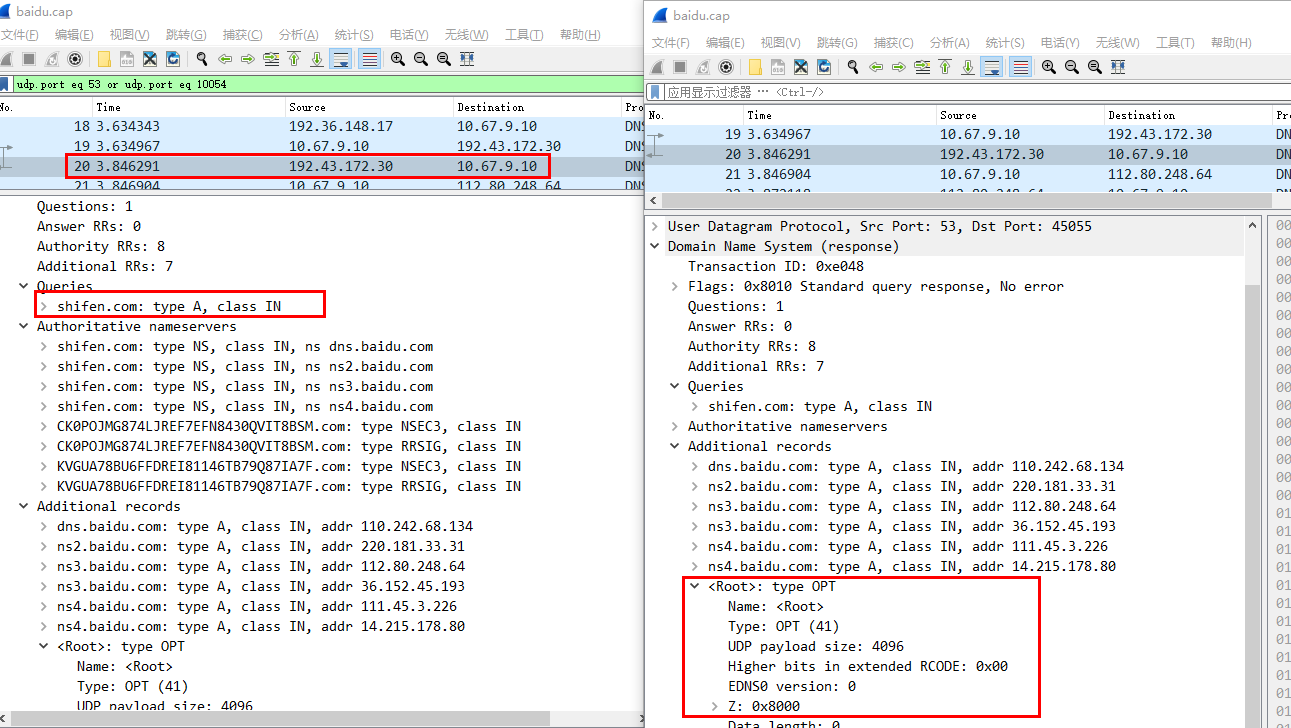 baidu.cap
文件(F) 编辑(E) 视图(V) 跳转(G) 捕获(C) 分析(A) 统计(S) 电话(Y) 无线(W) 工具(T) 帮助(H)
udp.port eq 53 or udp.port eq 10054
No. Time Source Destination Pro
18 3.634343 192.36.148.17 10.67.9.10 DNS
19 3.634967 10.67.9.10 192.43.172.30 DNS
20 3.846291 192.43.172.30 10.67.9.10 DNS
21 3.846904 10.67.9.10 112.80.248.64 DNS
Questions: 1
Answer RRs: 0
Authority RRs: 8
Additional RRs: 7
Queries
shifen.com: type A, class IN
Authoritative nameservers
shifen.com: type NS, class IN, ns dns.baidu.com
shifen.com: type NS, class IN, ns ns2.baidu.com
shifen.com: type NS, class IN, ns ns3.baidu.com
shifen.com: type NS, class IN, ns ns4.baidu.com
CK0POJMG874LJREF7EFN8430QVIT8BSM.com: type NSEC3, class IN
CK0POJMG874LJREF7EFN8430QVIT8BSM.com: type RRSIG, class IN
KVGUA78BU6FFDREI81146TB79Q87IA7F.com: type NSEC3, class IN
KVGUA78BU6FFDREI81146TB79Q87IA7F.com: type RRSIG, class IN
Additional records
dns.baidu.com: type A, class IN, addr 110.242.68.134
ns2.baidu.com: type A, class IN, addr 220.181.33.31
ns3.baidu.com: type A, class IN, addr 112.80.248.64
ns3.baidu.com: type A, class IN, addr 36.152.45.193
ns4.baidu.com: type A, class IN, addr 111.45.3.226
ns4.baidu.com: type A, class IN, addr 14.215.178.80
<Root>: type OPT
Name: <Root>
Type: OPT (41)
UDP payload size: 4096
baidu.cap
文件(F) 编辑(E) 视图(V) 跳转(G) 捕获(C) 分析(A) 统计(S) 电话(Y) 无线(W) 工具(T) 帮助(H)
应用显示过滤器 … <Ctrl-/>
No. Time Source Destination Pr
19 3.634967 10.67.9.10 192.43.172.30 DN
20 3.846291 192.43.172.30 10.67.9.10 DN
21 3.846904 10.67.9.10 112.80.248.64 DN
User Datagram Protocol, Src Port: 53, Dst Port: 45055
Domain Name System (response)
Transaction ID: 0xe048
Flags: 0x8010 Standard query response, No error
Questions: 1
Answer RRs: 0
Authority RRs: 8
Additional RRs: 7
Queries
shifen.com: type A, class IN
Authoritative nameservers
Additional records
dns.baidu.com: type A, class IN, addr 110.242.68.134
ns2.baidu.com: type A, class IN, addr 220.181.33.31
ns3.baidu.com: type A, class IN, addr 112.80.248.64
ns3.baidu.com: type A, class IN, addr 36.152.45.193
ns4.baidu.com: type A, class IN, addr 111.45.3.226
ns4.baidu.com: type A, class IN, addr 14.215.178.80
<Root>: type OPT
Name: <Root>
Type: OPT (41)
UDP payload size: 4096
Higher bits in extended RCODE: 0x00
EDNS0 version: 0
Z: 0x8000
Data length: 0